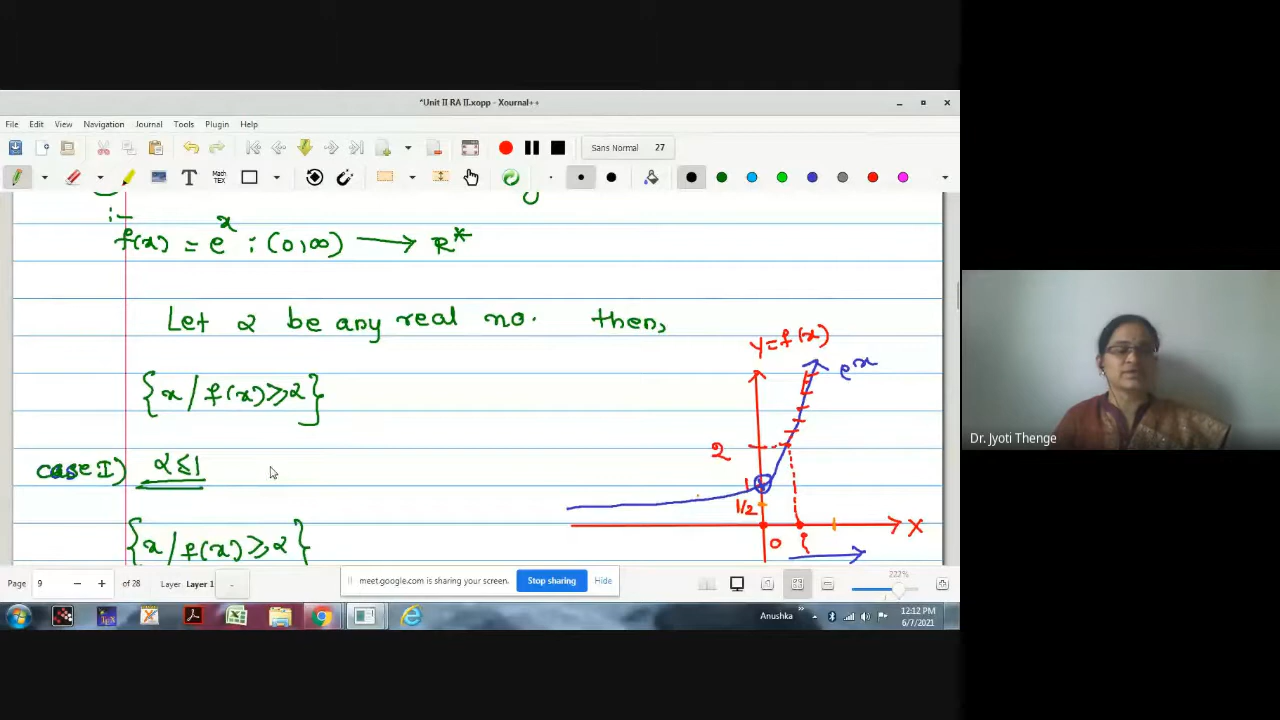 *Unit II RA II.xopp - Xournal++
File Edit View Navigation Journal Tools Plugin Help
Sans Normal 27
:-
f(x) = e^x : (0,∞) ⟶ R*
Let α be any real no. then,
{x / f(x) ≥ α}
case I) α ≤ 1
{x / f(x) ≥ α}
y = f(x)
e^x
2
1
1/2
0
X
Page 9 of 28 Layer Layer 1
222%
meet.google.com is sharing your screen. Stop sharing Hide
Anushka
12:12 PM
6/7/2021
Dr. Jyoti Thenge